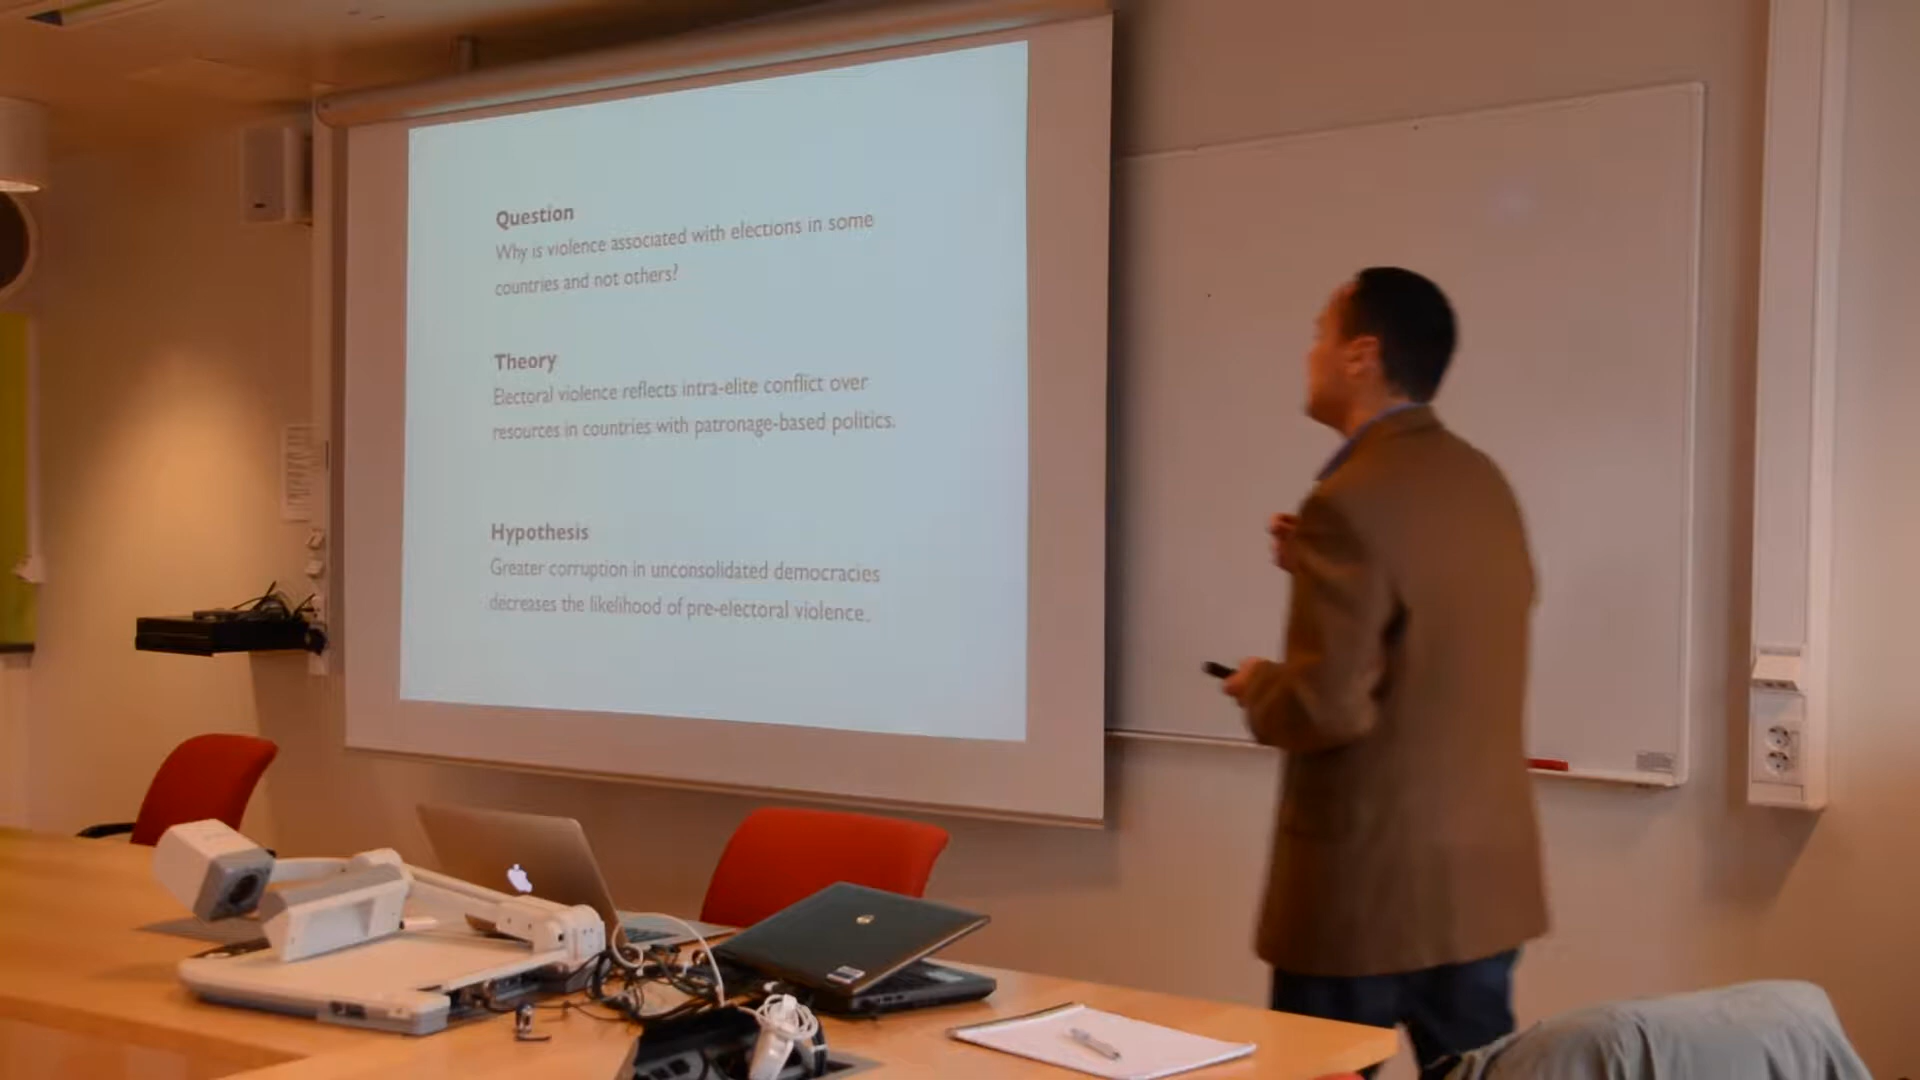 Question
Why is violence associated with elections in some
countries and not others?
Theory
Electoral violence reflects intra-elite conflict over
resources in countries with patronage-based politics.
Hypothesis
Greater corruption in unconsolidated democracies
decreases the likelihood of pre-electoral violence.